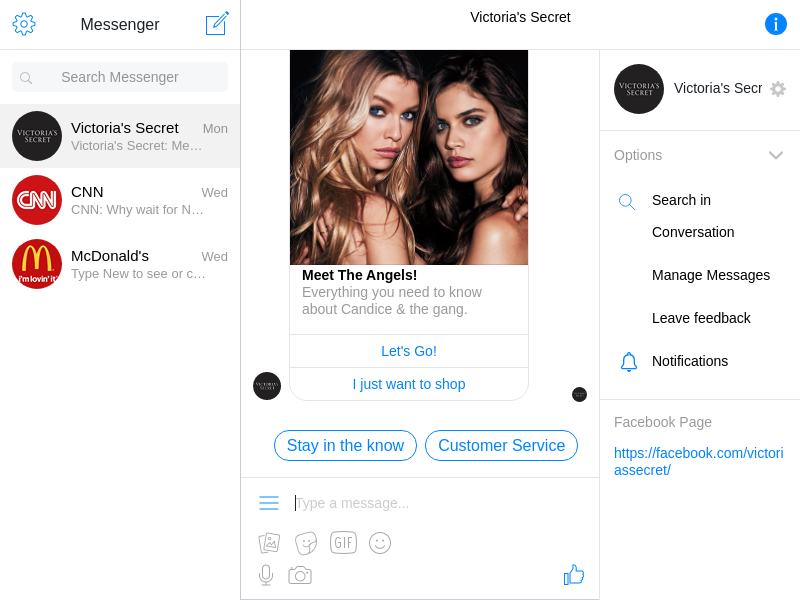 Messenger
Victoria's Secret
Search Messenger
VICTORIA'S
SECRET
Victoria's Secret Mon
Victoria's Secret: Me…
CNN
CNN Wed
CNN: Why wait for N…
i'm lovin' it
McDonald's Wed
Type New to see or c…
Meet The Angels!
Everything you need to know
about Candice & the gang.
Let's Go!
I just want to shop
Stay in the know
Customer Service
Type a message...
GIF
VICTORIA'S
SECRET
Victoria's Secr
Options
Search in
Conversation
Manage Messages
Leave feedback
Notifications
Facebook Page
https://facebook.com/victori
assecret/